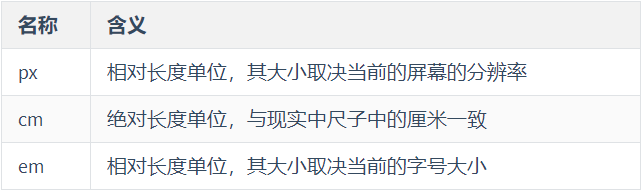 名称 含义
px 相对长度单位，其大小取决当前的屏幕的分辨率
cm 绝对长度单位，与现实中尺子中的厘米一致
em 相对长度单位，其大小取决当前的字号大小